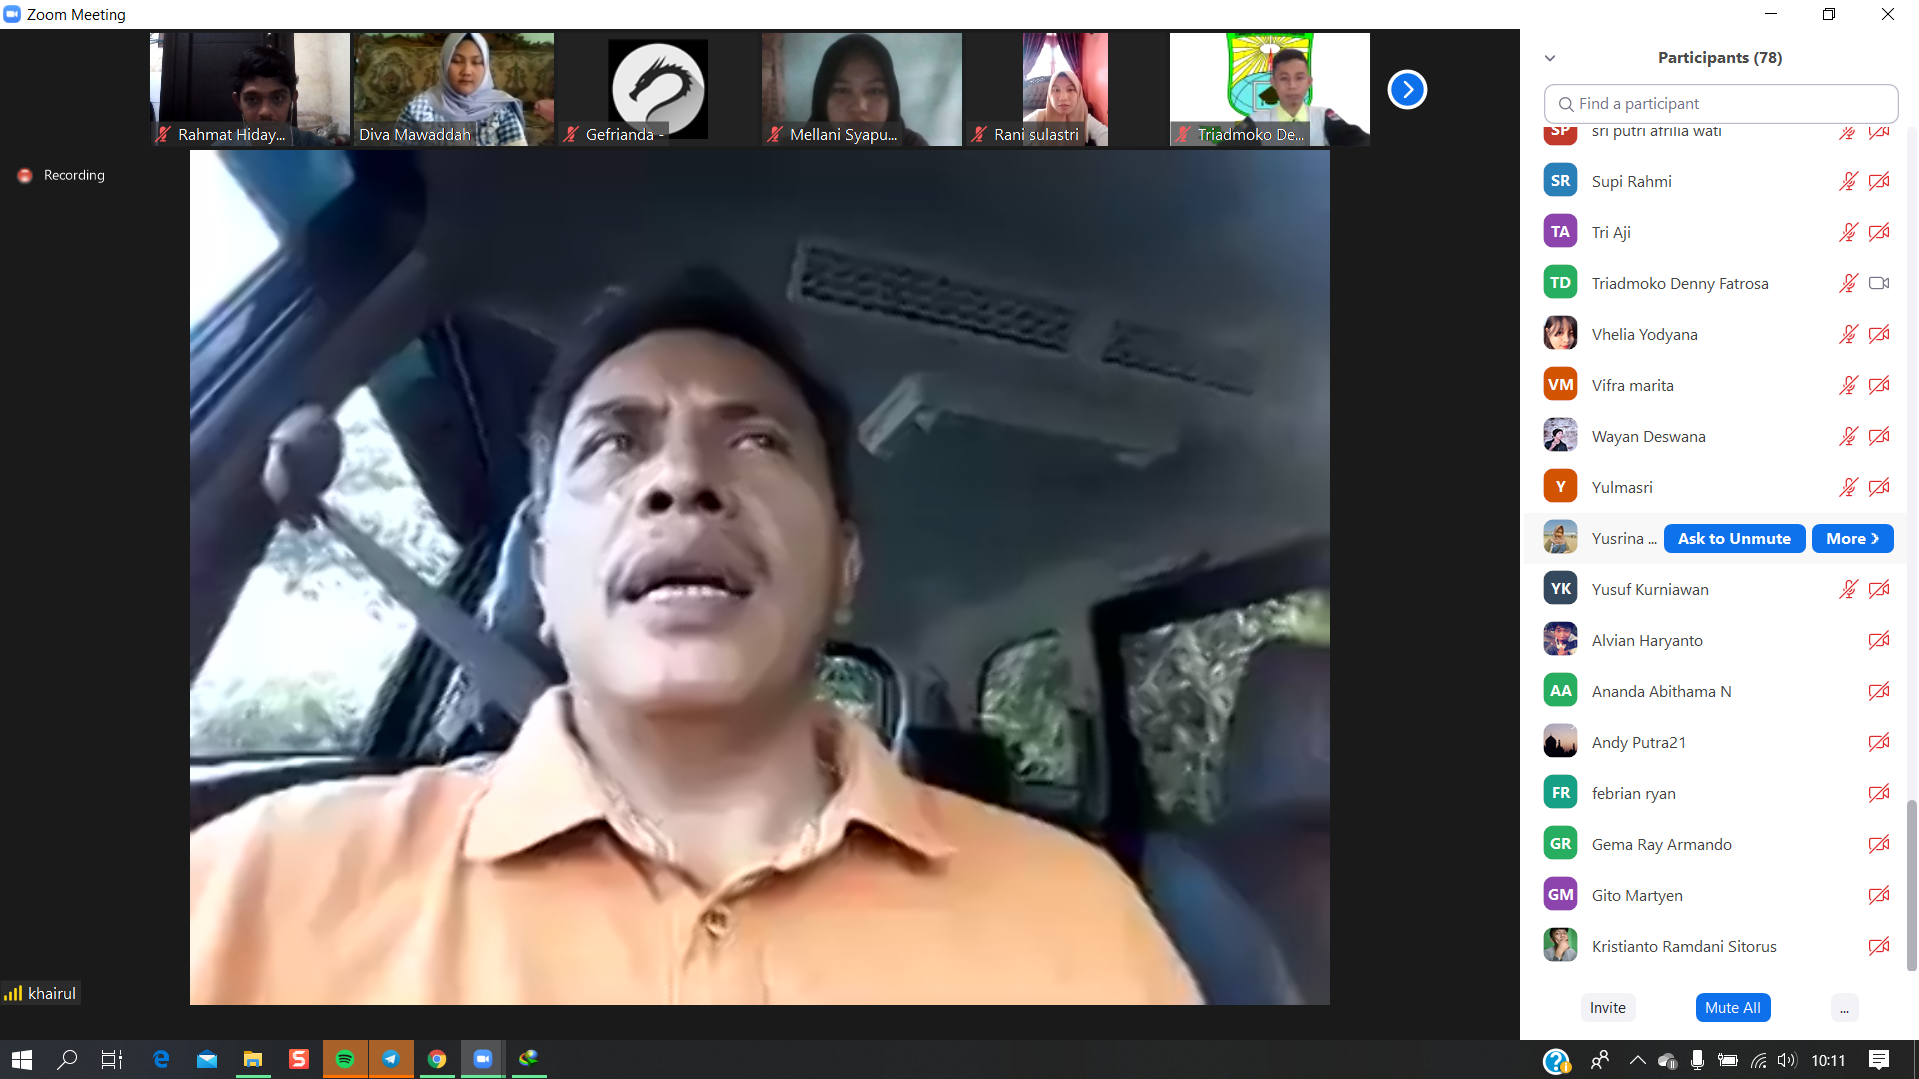 Zoom Meeting
Rahmat Hiday...
Diva Mawaddah
Gefrianda -
Mellani Syapu...
Rani sulastri
Triadmoko De...
Recording
khairul
Participants (78)
Find a participant
SP sri putri afrilia wati
SR Supi Rahmi
TA Tri Aji
TD Triadmoko Denny Fatrosa
Vhelia Yodyana
VM Vifra marita
Wayan Deswana
Y Yulmasri
Yusrina ... Ask to Unmute More
YK Yusuf Kurniawan
Alvian Haryanto
AA Ananda Abithama N
Andy Putra21
FR febrian ryan
GR Gema Ray Armando
GM Gito Martyen
Kristianto Ramdani Sitorus
Invite Mute All ...
10:11